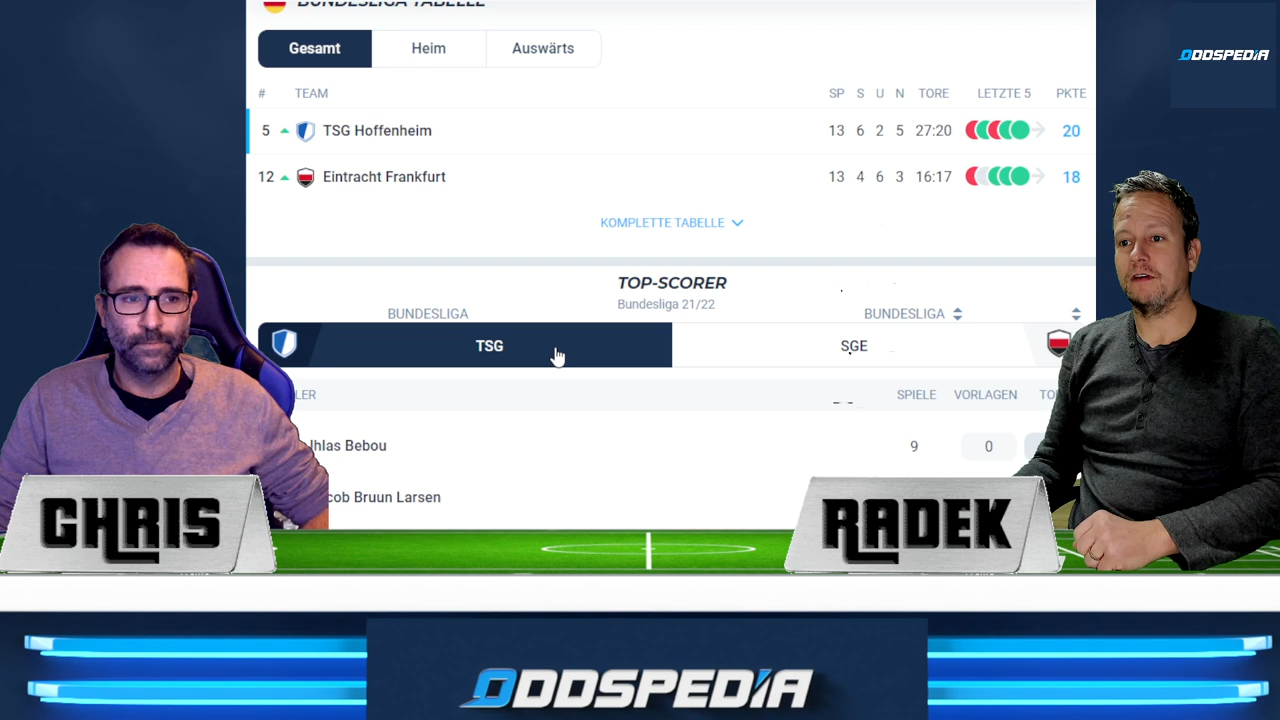 BUNDESLIGA TABELLE
Gesamt Heim Auswärts
ODDSPEDIA
# TEAM SP S U N TORE LETZTE 5 PKTE
5 TSG Hoffenheim 13 6 2 5 27:20 20
12 Eintracht Frankfurt 13 4 6 3 16:17 18
KOMPLETTE TABELLE
TOP-SCORER
Bundesliga 21/22
BUNDESLIGA BUNDESLIGA
TSG SGE
LER SPIELE VORLAGEN TO
Ihlas Bebou 9 0
cob Bruun Larsen
CHRIS RADEK
ODDSPEDIA